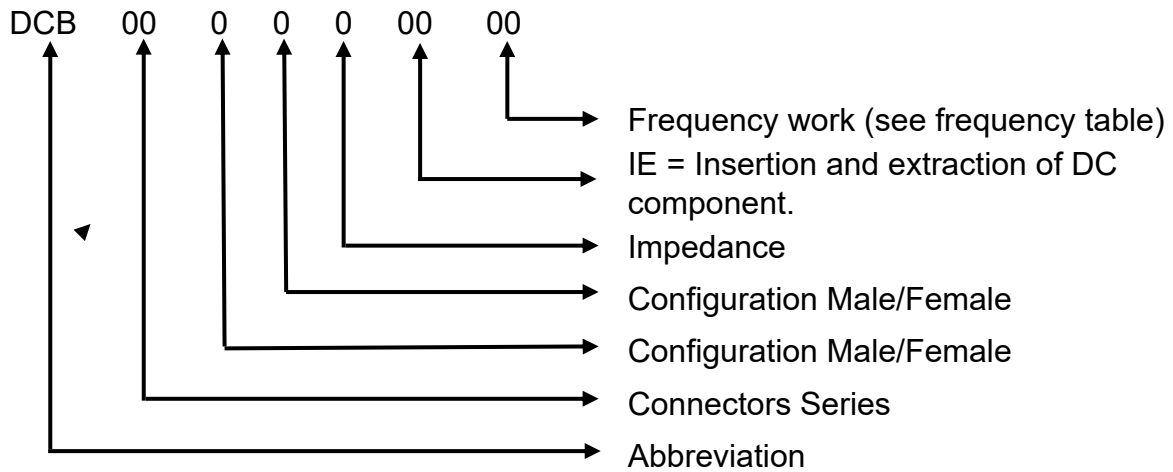 DCB 00 0 0 0 00 00
Frequency work (see frequency table)
IE = Insertion and extraction of DC
component.
Impedance
Configuration Male/Female
Configuration Male/Female
Connectors Series
Abbreviation